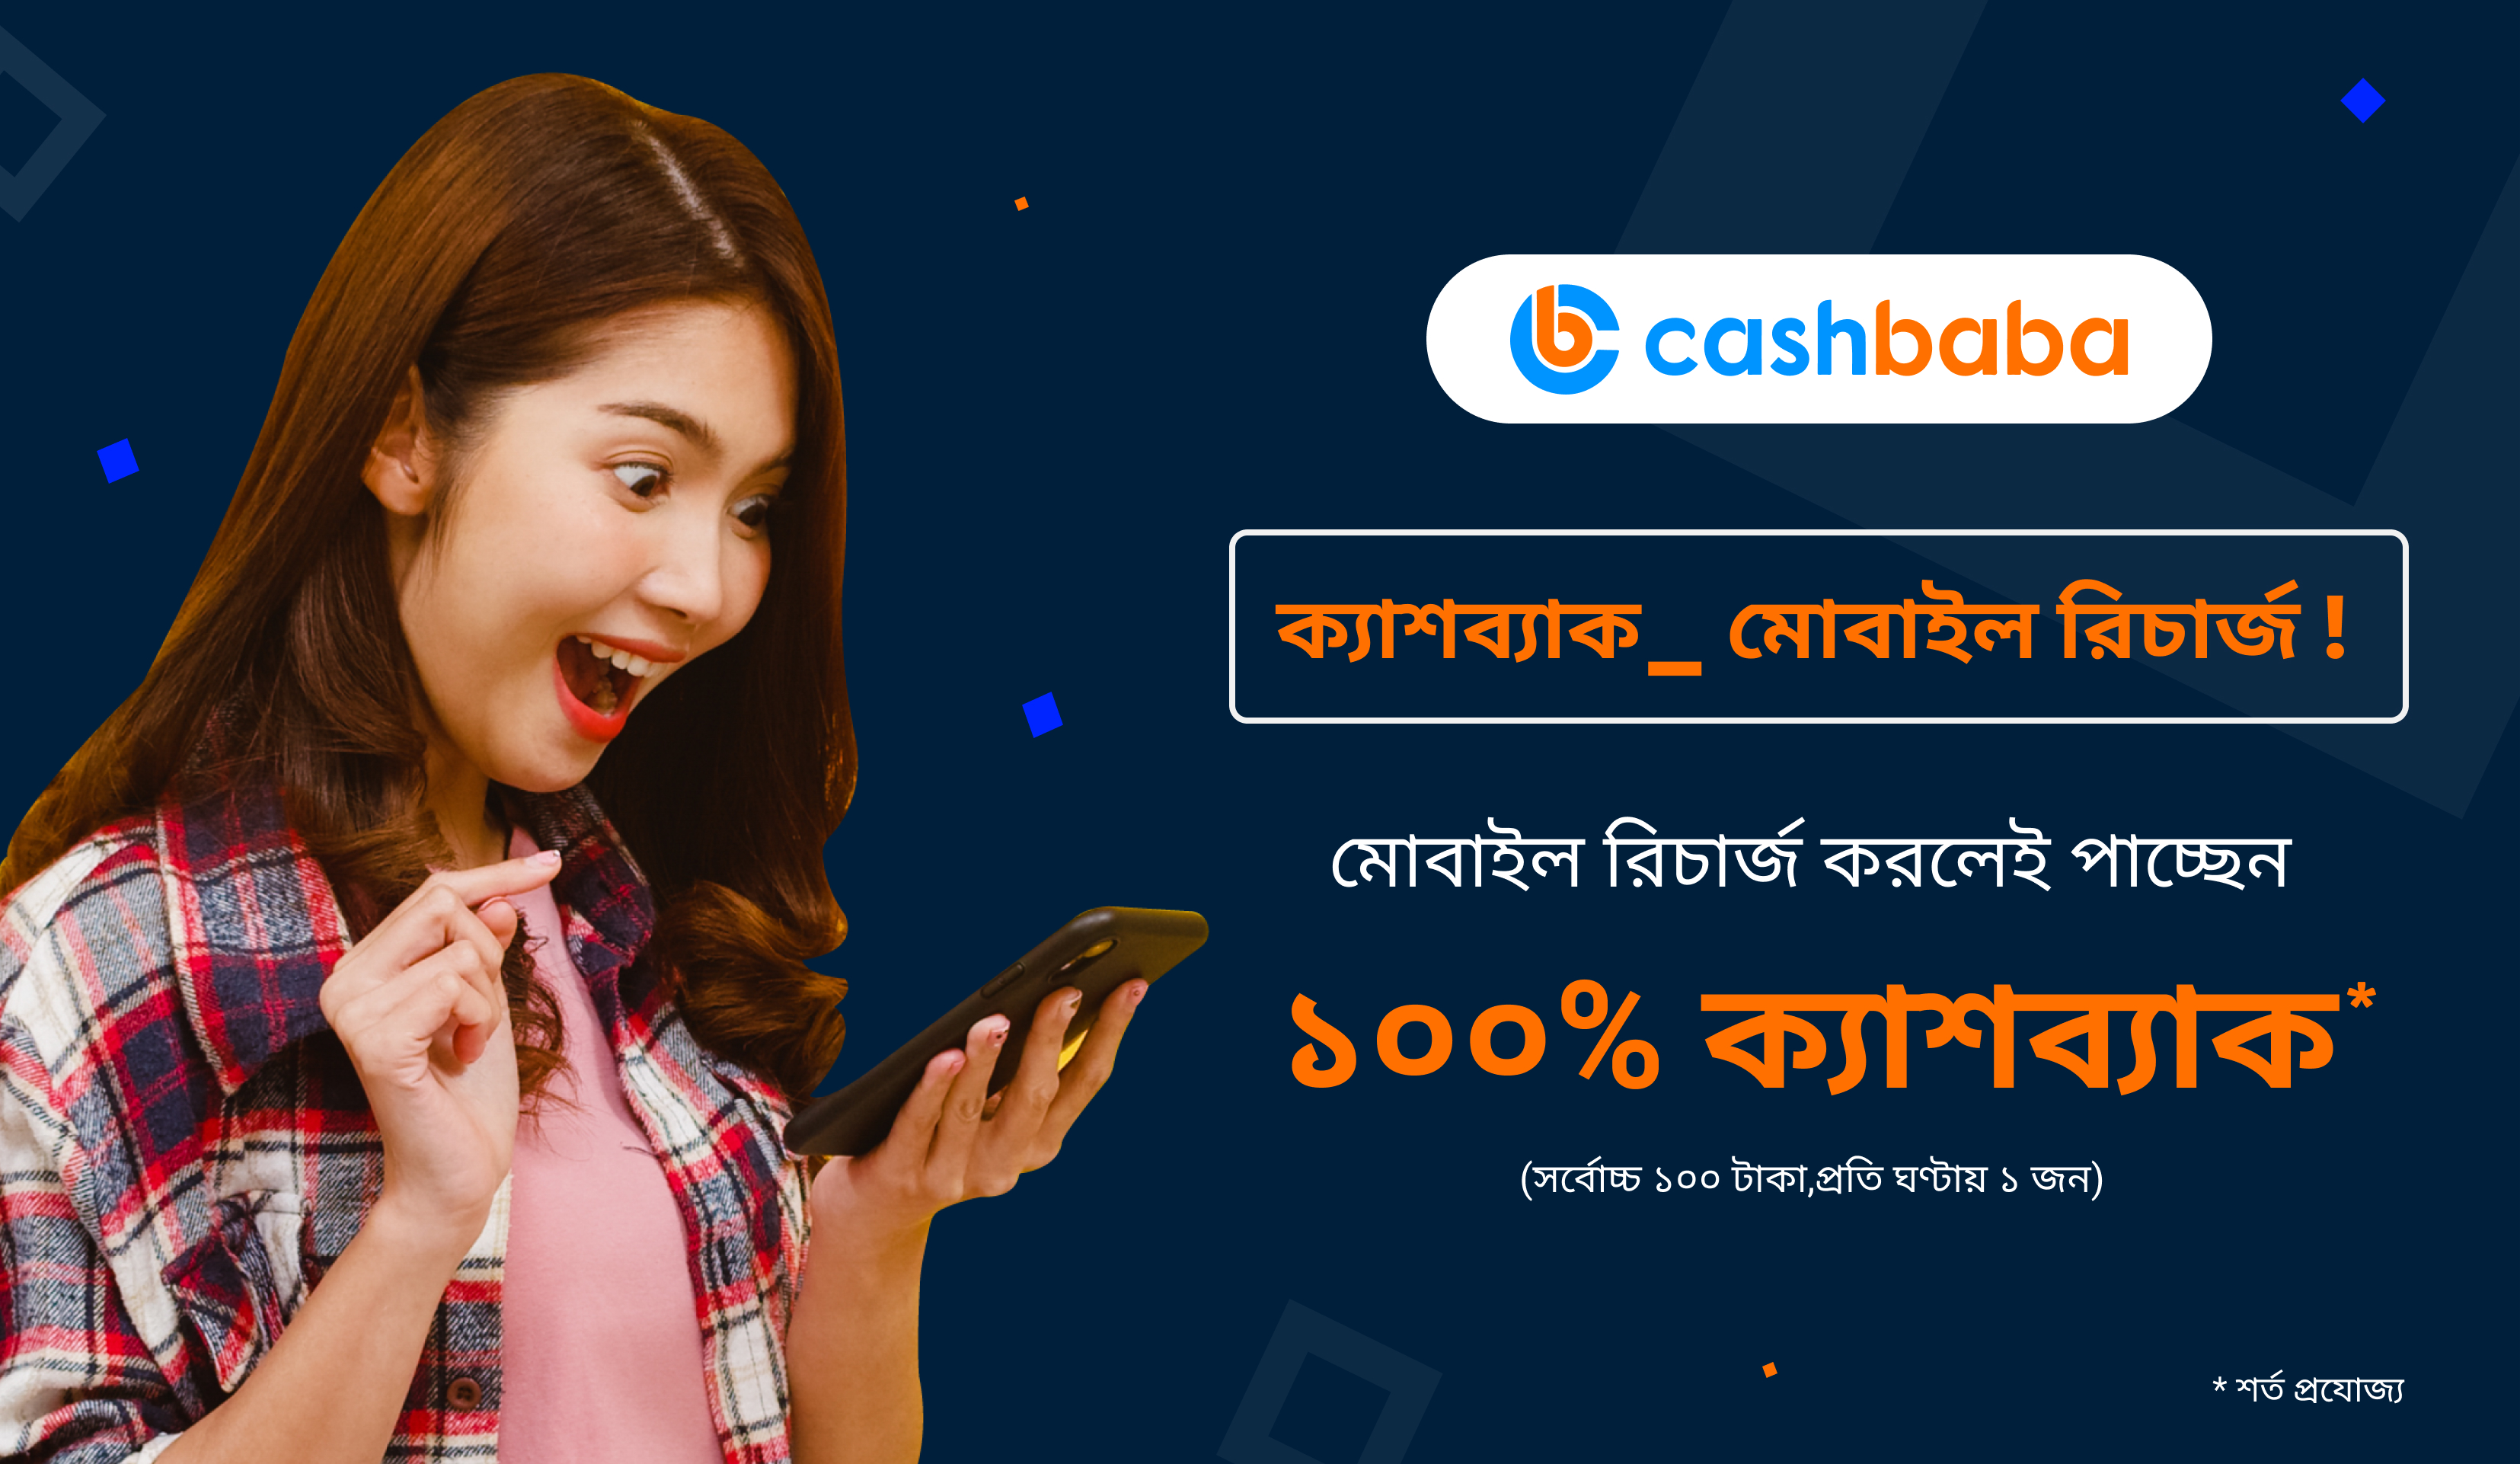 cashbaba
ক্যাশব্যাক_ মোবাইল রিচার্জ !
মোবাইল রিচার্জ করলেই পাচ্ছেন
১০০% ক্যাশব্যাক*
(সর্বোচ্চ ১০০ টাকা,প্রতি ঘণ্টায় ১ জন)
* শর্ত প্রযোজ্য